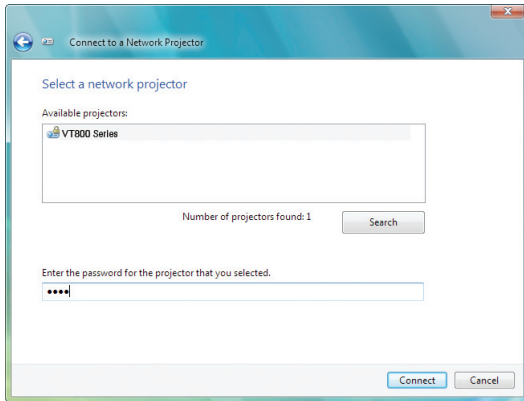 Connect to a Network Projector
Select a network projector
Available projectors:
VT800 Series
Number of projectors found: 1
Search
Enter the password for the projector that you selected.
••••
Connect
Cancel